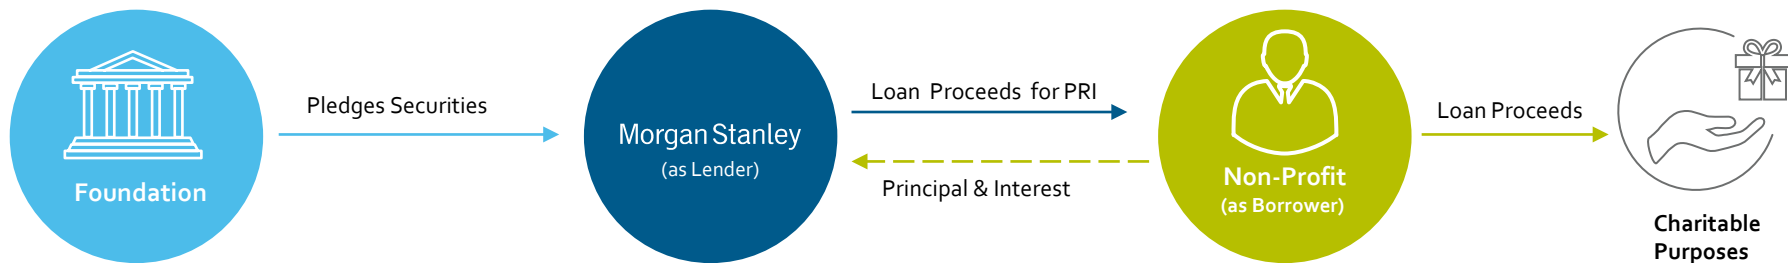 Foundation
Pledges Securities
Morgan Stanley
(as Lender)
Loan Proceeds for PRI
Principal & Interest
Non-Profit
(as Borrower)
Loan Proceeds
Charitable
Purposes